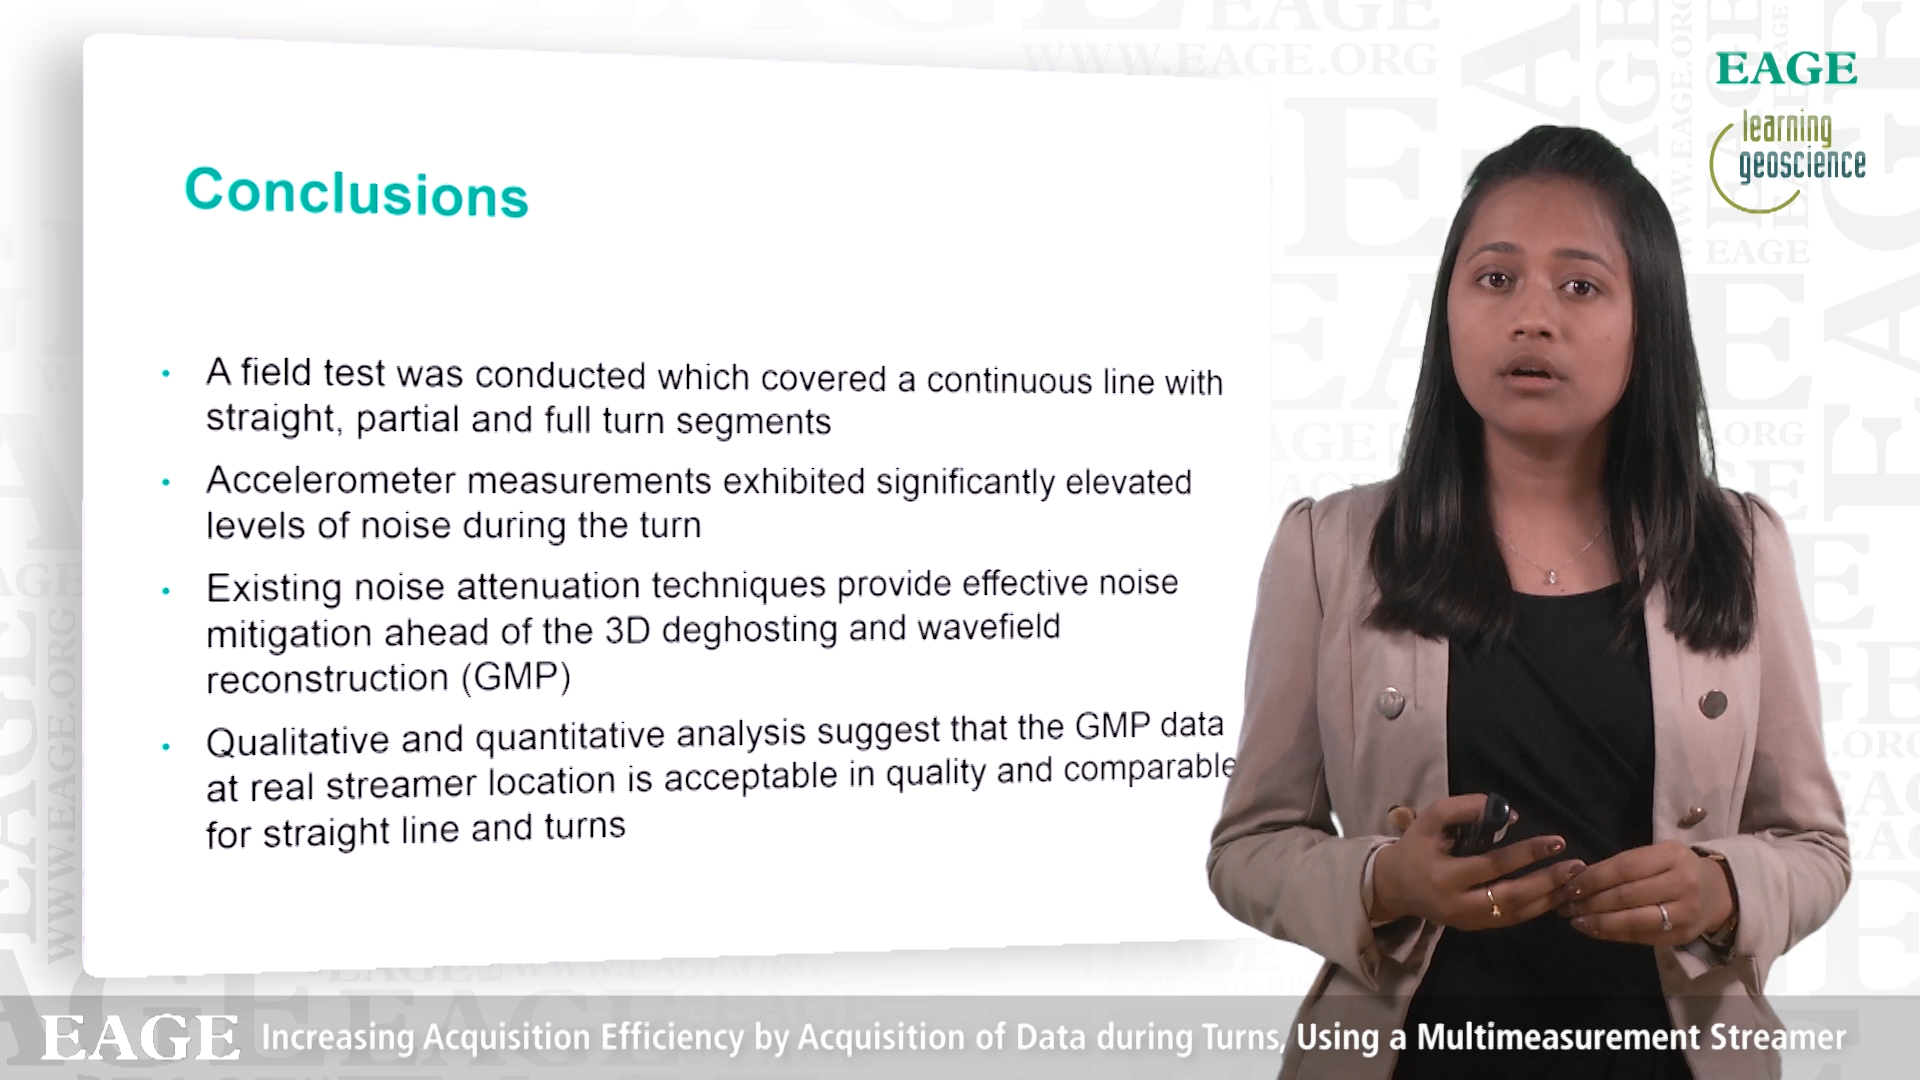 EAGE
learning
geoscience
Conclusions
• A field test was conducted which covered a continuous line with
straight, partial and full turn segments
• Accelerometer measurements exhibited significantly elevated
levels of noise during the turn
• Existing noise attenuation techniques provide effective noise
mitigation ahead of the 3D deghosting and wavefield
reconstruction (GMP)
• Qualitative and quantitative analysis suggest that the GMP data
at real streamer location is acceptable in quality and comparable
for straight line and turns
EAGE Increasing Acquisition Efficiency by Acquisition of Data during Turns, Using a Multimeasurement Streamer
WWW.EAGE.ORG